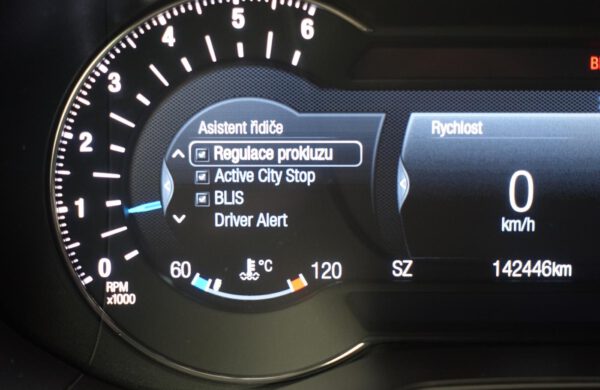 6
5
4
3
2
1
0
RPM
x1000
Asistent řidiče
Regulace prokluzu
Active City Stop
BLIS
Driver Alert
60 °C 120
Rychlost
0
km/h
SZ 142446km